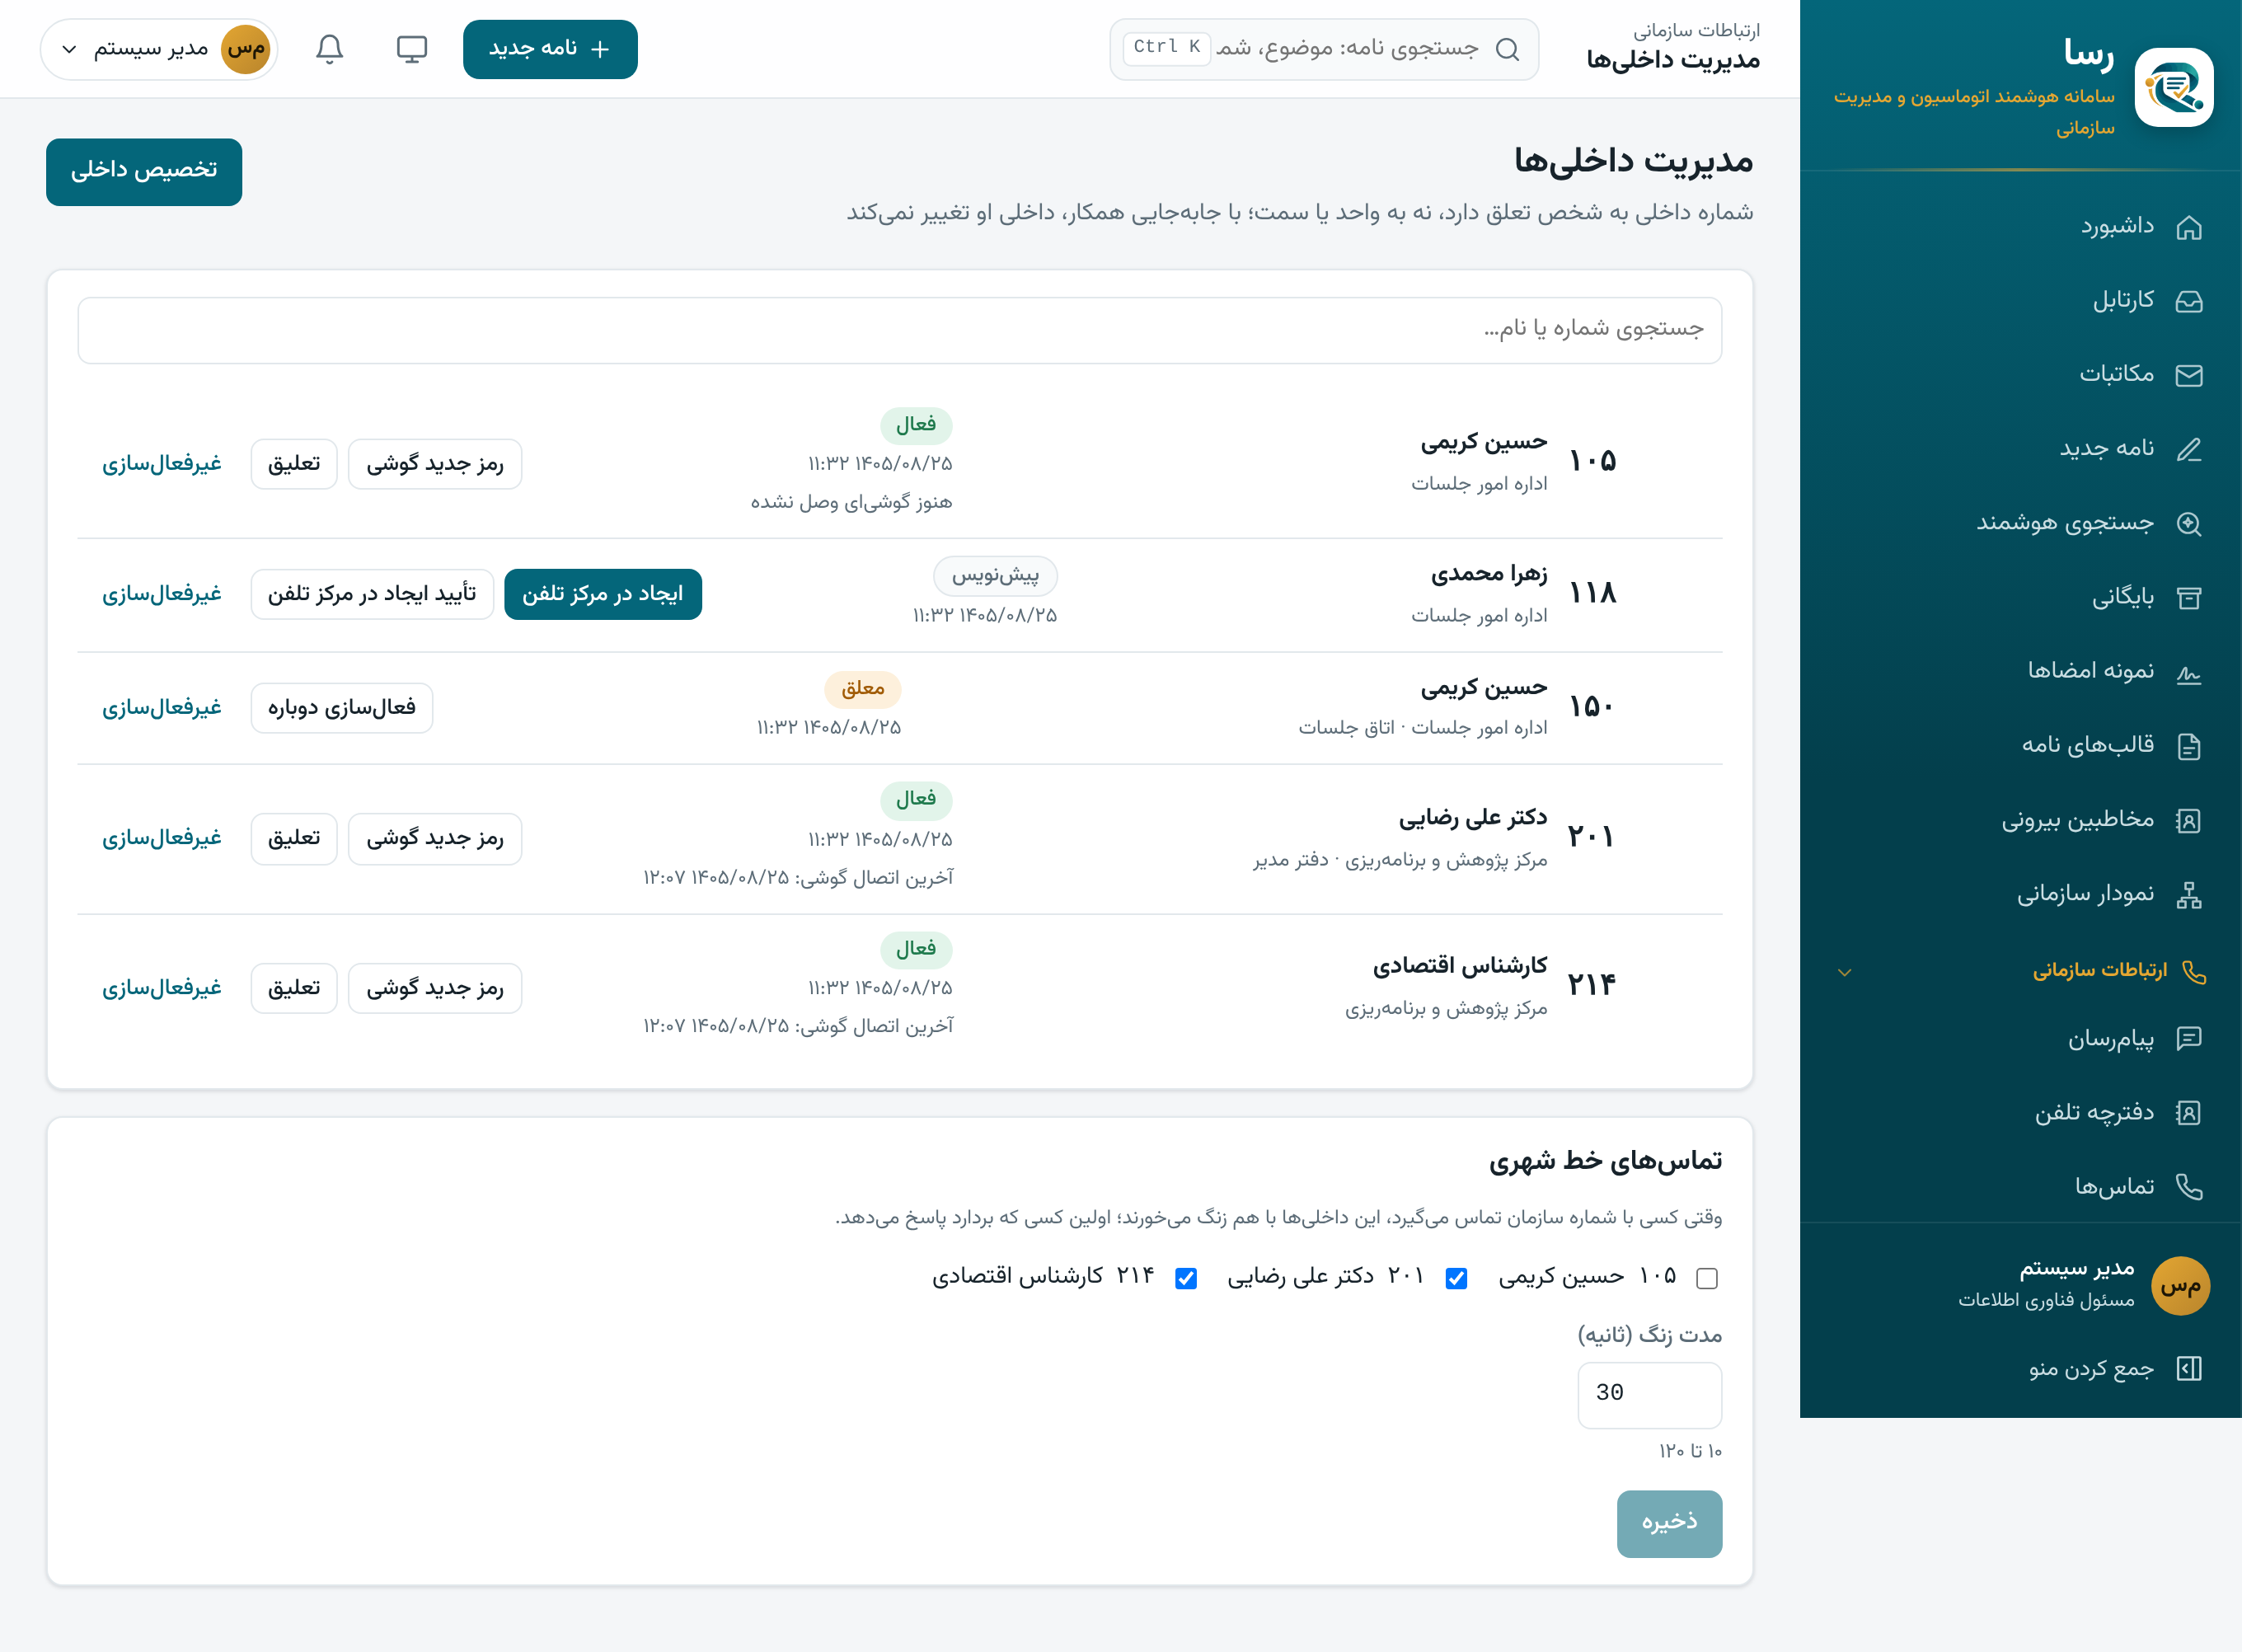 رسا
سامانه هوشمند اتوماسیون و مدیریت
سازمانی
داشبورد
کارتابل
مکاتبات
نامه جدید
جستجوی هوشمند
بایگانی
نمونه امضاها
قالب‌های نامه
مخاطبین بیرونی
نمودار سازمانی
ارتباطات سازمانی
پیام‌رسان
دفترچه تلفن
تماس‌ها
م‌س
مدیر سیستم
مسئول فناوری اطلاعات
جمع کردن منو
ارتباطات سازمانی
مدیریت داخلی‌ها
جستجوی نامه: موضوع، شم
Ctrl K
نامه جدید
م‌س
مدیر سیستم
مدیریت داخلی‌ها
شماره داخلی به شخص تعلق دارد، نه به واحد یا سمت؛ با جابه‌جایی همکار، داخلی او تغییر نمی‌کند
تخصیص داخلی
جستجوی شماره یا نام...
۱۰۵
حسین کریمی
اداره امور جلسات
فعال
۱۴۰۵/۰۸/۲۵ ۱۱:۳۲
هنوز گوشی‌ای وصل نشده
رمز جدید گوشی
تعلیق
غیرفعال‌سازی
۱۱۸
زهرا محمدی
اداره امور جلسات
پیش‌نویس
۱۴۰۵/۰۸/۲۵ ۱۱:۳۲
ایجاد در مرکز تلفن
تأیید ایجاد در مرکز تلفن
غیرفعال‌سازی
۱۵۰
حسین کریمی
اداره امور جلسات · اتاق جلسات
معلق
۱۴۰۵/۰۸/۲۵ ۱۱:۳۲
فعال‌سازی دوباره
غیرفعال‌سازی
۲۰۱
دکتر علی رضایی
مرکز پژوهش و برنامه‌ریزی · دفتر مدیر
فعال
۱۴۰۵/۰۸/۲۵ ۱۱:۳۲
آخرین اتصال گوشی: ۱۴۰۵/۰۸/۲۵ ۱۲:۰۷
رمز جدید گوشی
تعلیق
غیرفعال‌سازی
۲۱۴
کارشناس اقتصادی
مرکز پژوهش و برنامه‌ریزی
فعال
۱۴۰۵/۰۸/۲۵ ۱۱:۳۲
آخرین اتصال گوشی: ۱۴۰۵/۰۸/۲۵ ۱۲:۰۷
رمز جدید گوشی
تعلیق
غیرفعال‌سازی
تماس‌های خط شهری
وقتی کسی با شماره سازمان تماس می‌گیرد، این داخلی‌ها با هم زنگ می‌خورند؛ اولین کسی که بردارد پاسخ می‌دهد.
۱۰۵ حسین کریمی
۲۰۱ دکتر علی رضایی
۲۱۴ کارشناس اقتصادی
مدت زنگ (ثانیه)
30
۱۰ تا ۱۲۰
ذخیره